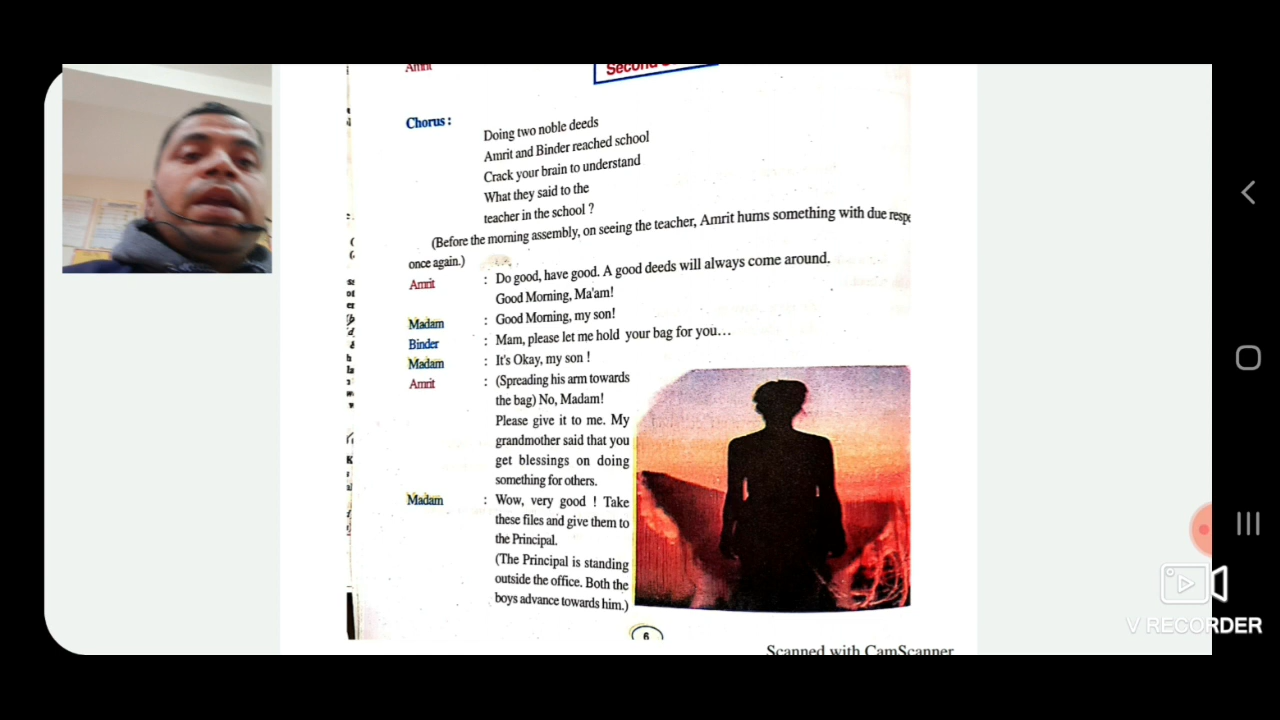 Amrit
Second
Chorus :
Doing two noble deeds
Amrit and Binder reached school
Crack your brain to understand
What they said to the
teacher in the school ?
(Before the morning assembly, on seeing the teacher, Amrit hums something with due respe
once again.)
Amrit : Do good, have good. A good deeds will always come around.
Good Morning, Ma'am!
Madam : Good Morning, my son!
Binder : Mam, please let me hold your bag for you...
Madam : It's Okay, my son !
Amrit : (Spreading his arm towards
the bag) No, Madam!
Please give it to me. My
grandmother said that you
get blessings on doing
something for others.
Madam : Wow, very good ! Take
these files and give them to
the Principal.
(The Principal is standing
outside the office. Both the
boys advance towards him.)
6
Scanned with CamScanner
V RECORDER